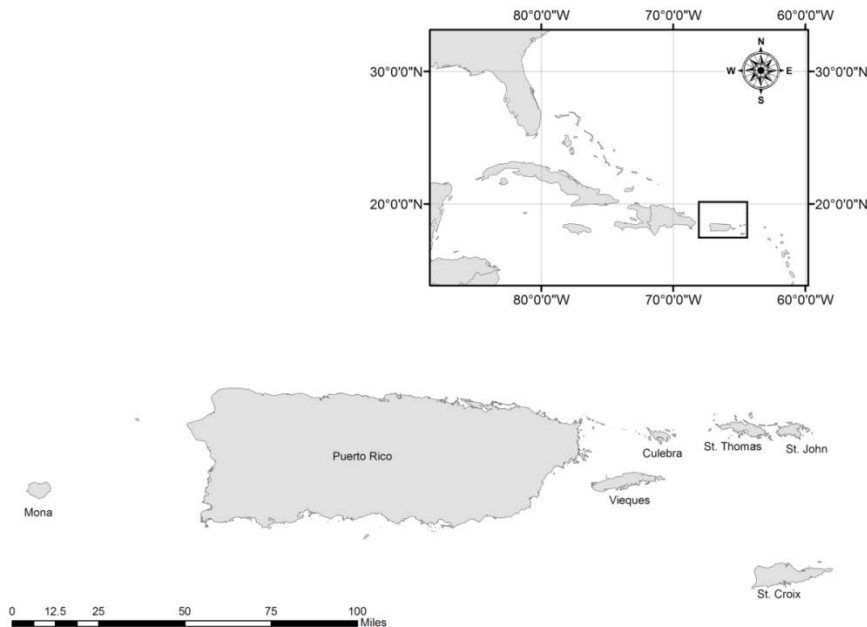 80°0'0"W 70°0'0"W 60°0'0"W
30°0'0"N 30°0'0"N
N
W E
S
20°0'0"N 20°0'0"N
80°0'0"W 70°0'0"W 60°0'0"W
Puerto Rico
Culebra
St. Thomas
St. John
Mona
Vieques
St. Croix
0 12.5 25 50 75 100
Miles